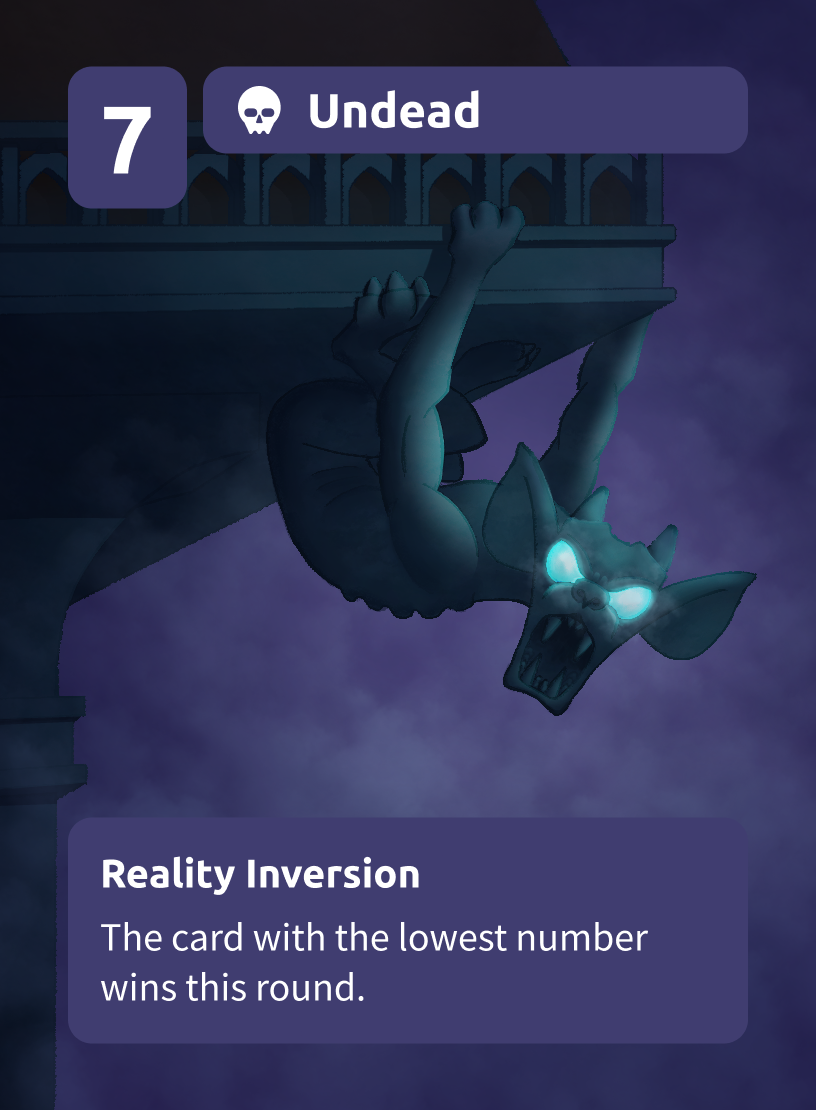 7
Undead
Reality Inversion
The card with the lowest number
wins this round.